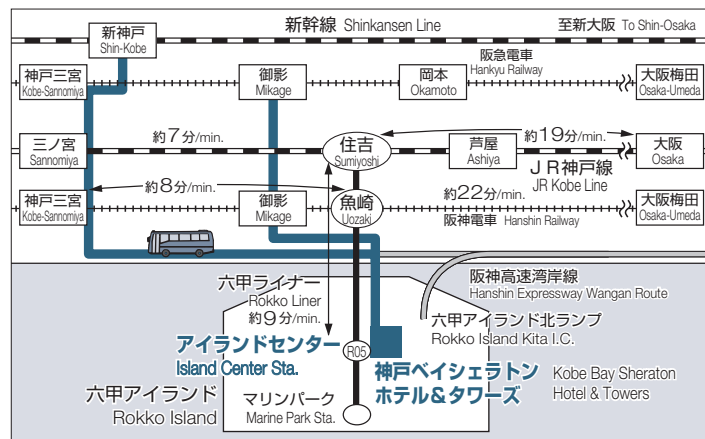 新幹線 Shinkansen Line
至新大阪 To Shin-Osaka
新神戸
Shin-Kobe
阪急電車
Hankyu Railway
神戸三宮
Kobe-Sannomiya
御影
Mikage
岡本
Okamoto
大阪梅田
Osaka-Umeda
三ノ宮
Sannomiya
約7分/min.
住吉
Sumiyoshi
芦屋
Ashiya
約19分/min.
大阪
Osaka
JR神戸線
JR Kobe Line
神戸三宮
Kobe-Sannomiya
約8分/min.
御影
Mikage
魚崎
Uozaki
約22分/min.
阪神電車 Hanshin Railway
大阪梅田
Osaka-Umeda
六甲ライナー
Rokko Liner
約9分/min.
阪神高速湾岸線
Hanshin Expressway Wangan Route
六甲アイランド北ランプ
Rokko Island Kita I.C.
アイランドセンター
Island Center Sta.
R05
神戸ベイシェラトン
ホテル&タワーズ
Kobe Bay Sheraton
Hotel & Towers
六甲アイランド
Rokko Island
マリンパーク
Marine Park Sta.